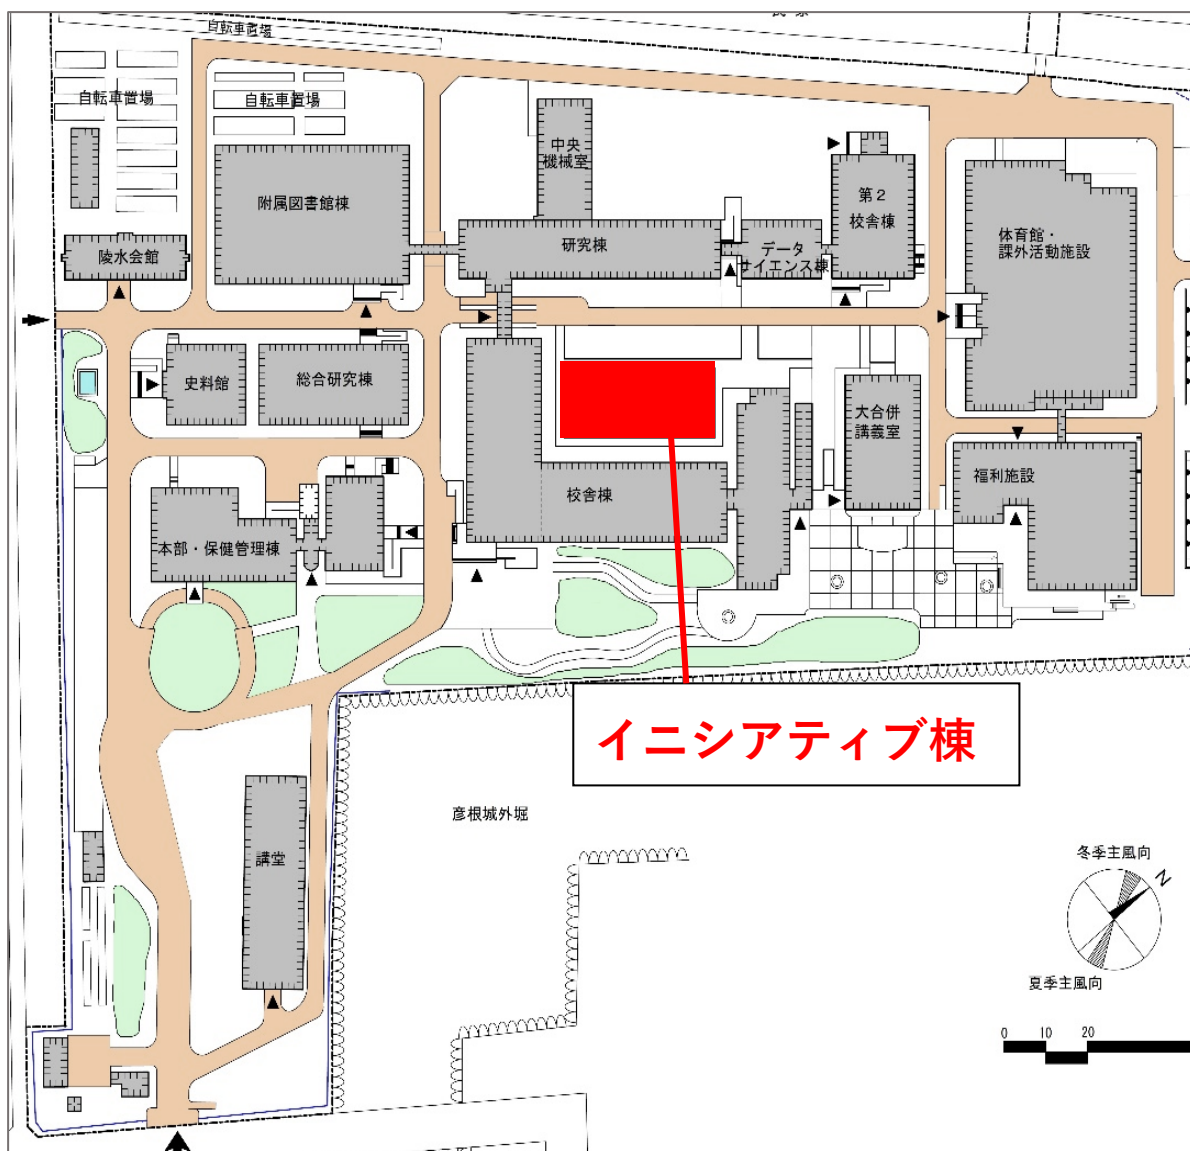 自転車置場
自転車置場
自転車置場
中央
機械室
第2
校舎棟
附属図書館棟
研究棟
データ
サイエンス棟
体育館・
課外活動施設
陵水会館
史料館
総合研究棟
大合併
講義室
福利施設
校舎棟
本部・保健管理棟
イニシアティブ棟
彦根城外堀
講堂
冬季主風向
N
夏季主風向
0 10 20